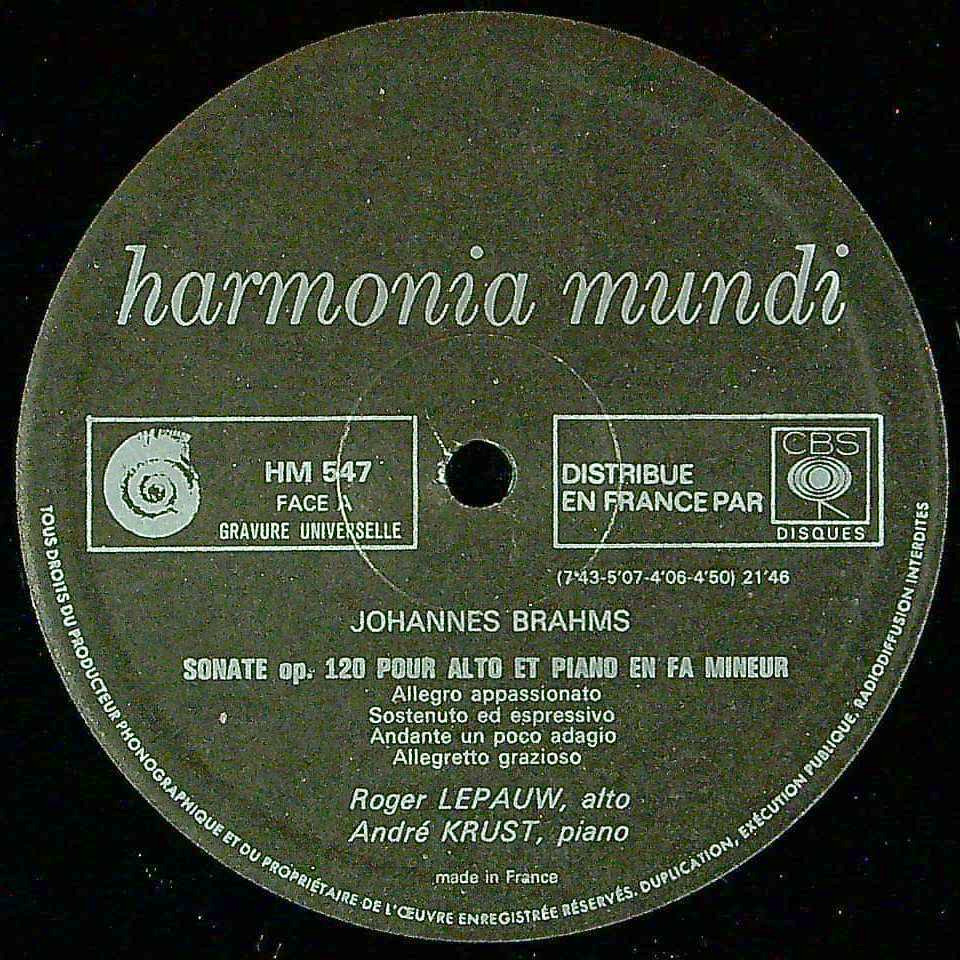 harmonia mundi
HM 547
FACE A
GRAVURE UNIVERSELLE
DISTRIBUE
EN FRANCE PAR
CBS
DISQUES
(7'43-5'07-4'06-4'50) 21'46
JOHANNES BRAHMS
SONATE op. 120 POUR ALTO ET PIANO EN FA MINEUR
Allegro appassionato
Sostenuto ed espressivo
Andante un poco adagio
Allegretto grazioso
Roger LEPAUW, alto
André KRUST, piano
made in France
TOUS DROITS DU PRODUCTEUR PHONOGRAPHIQUE ET DU PROPRIÉTAIRE DE L'ŒUVRE ENREGISTRÉE RÉSERVÉS. DUPLICATION, EXÉCUTION PUBLIQUE, RADIODIFFUSION INTERDITES